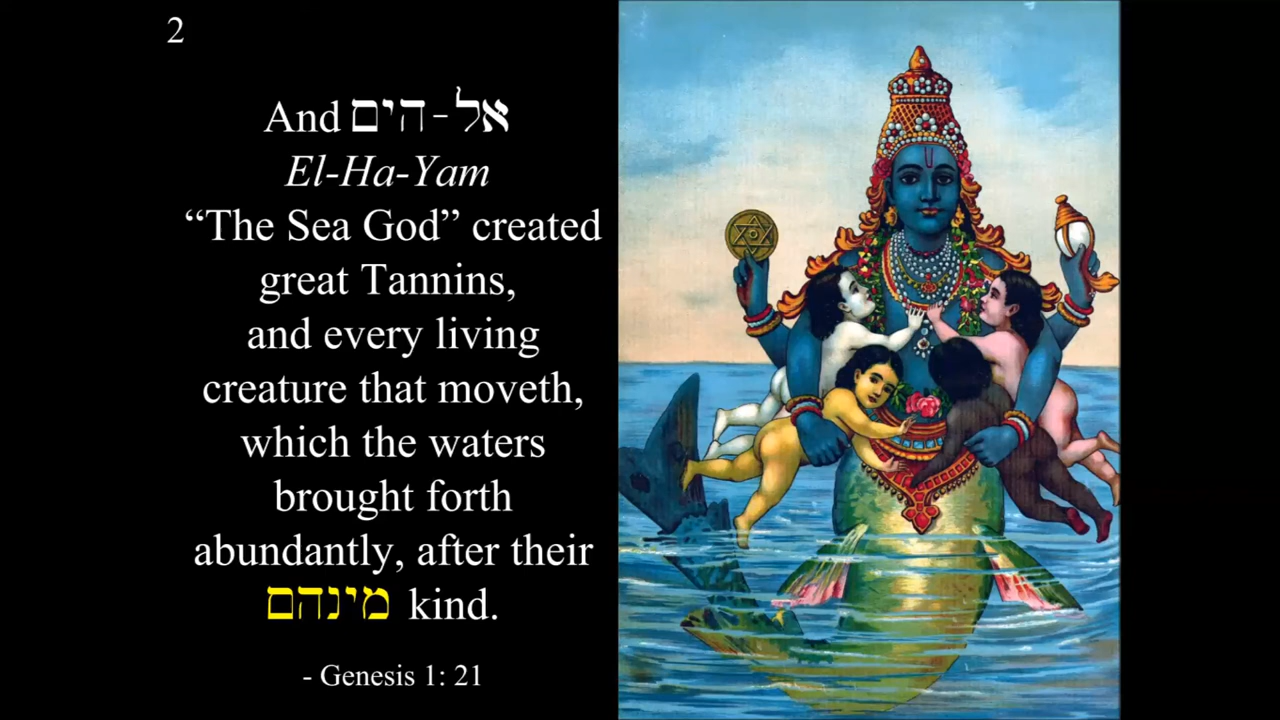 2
And אל-הים
El-Ha-Yam
“The Sea God” created
great Tannins,
and every living
creature that moveth,
which the waters
brought forth
abundantly, after their
מינהם kind.
- Genesis 1: 21